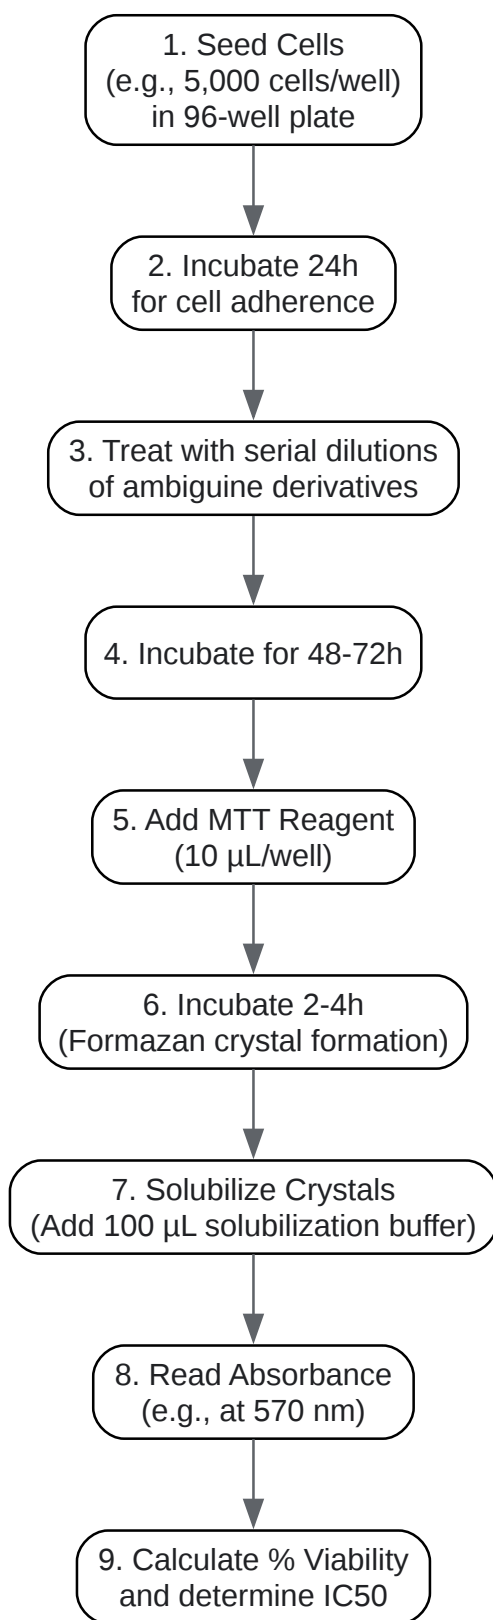 1. Seed Cells
(e.g., 5,000 cells/well)
in 96-well plate
2. Incubate 24h
for cell adherence
3. Treat with serial dilutions
of ambiguine derivatives
4. Incubate for 48-72h
5. Add MTT Reagent
(10 µL/well)
6. Incubate 2-4h
(Formazan crystal formation)
7. Solubilize Crystals
(Add 100 µL solubilization buffer)
8. Read Absorbance
(e.g., at 570 nm)
9. Calculate % Viability
and determine IC50